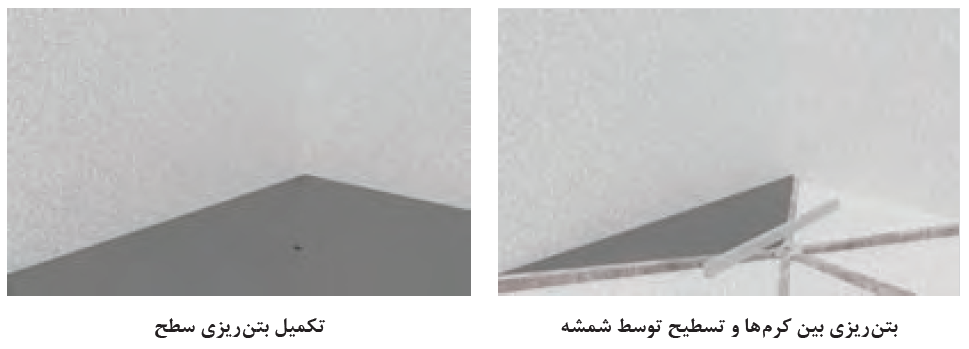 بتن‌ریزی بین کرم‌ها و تسطیح توسط شمشه
تکمیل بتن‌ریزی سطح